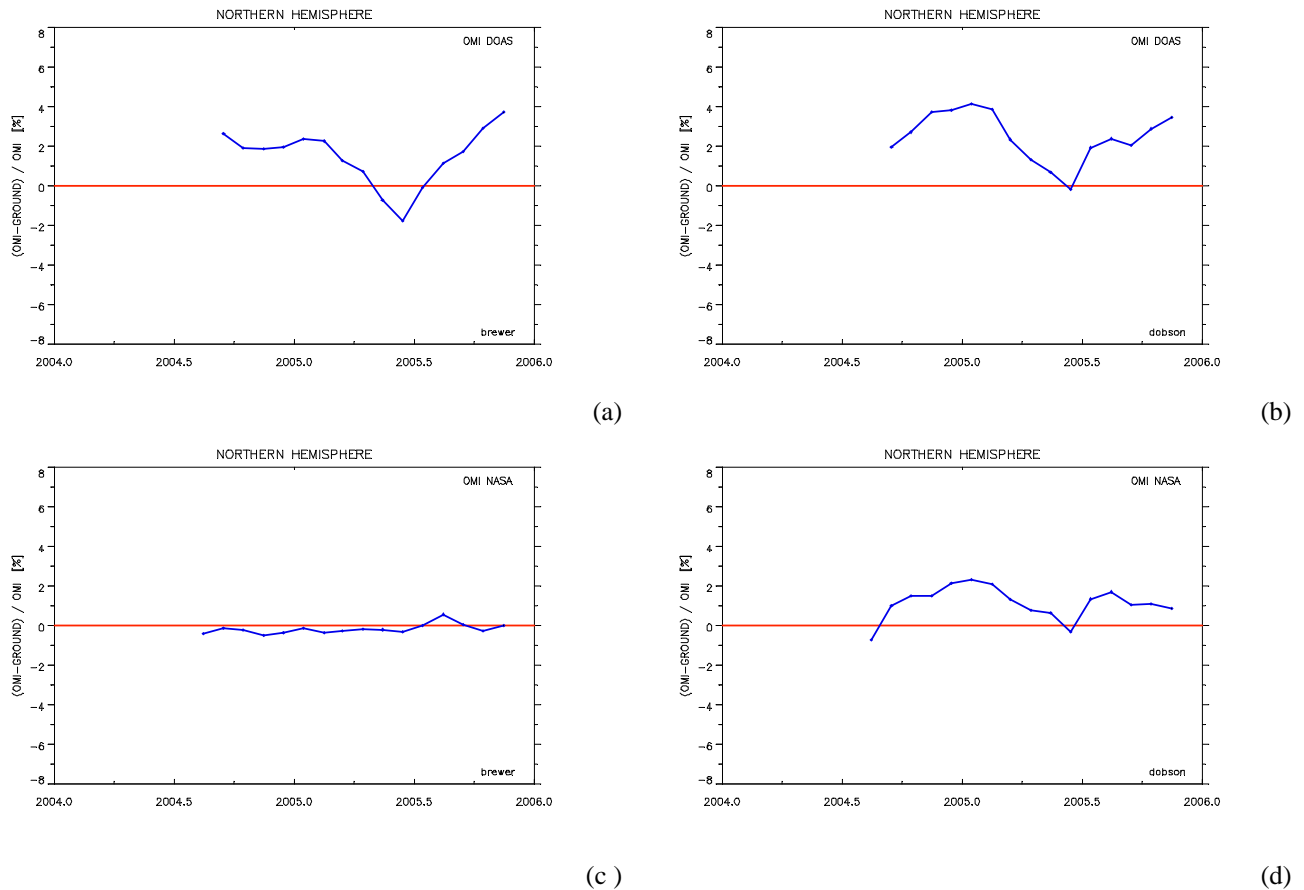 NORTHERN HEMISPHERE
OMI DOAS
8
6
4
2
0
-2
-4
-6
-8
(OMI-GROUND) / OMI [%]
brewer
2004.0 2004.5 2005.0 2005.5 2006.0
(a)
NORTHERN HEMISPHERE
OMI DOAS
8
6
4
2
0
-2
-4
-6
-8
(OMI-GROUND) / OMI [%]
dobson
2004.0 2004.5 2005.0 2005.5 2006.0
(b)
NORTHERN HEMISPHERE
OMI NASA
8
6
4
2
0
-2
-4
-6
-8
(OMI-GROUND) / OMI [%]
brewer
2004.0 2004.5 2005.0 2005.5 2006.0
(c )
NORTHERN HEMISPHERE
OMI NASA
8
6
4
2
0
-2
-4
-6
-8
(OMI-GROUND) / OMI [%]
dobson
2004.0 2004.5 2005.0 2005.5 2006.0
(d)